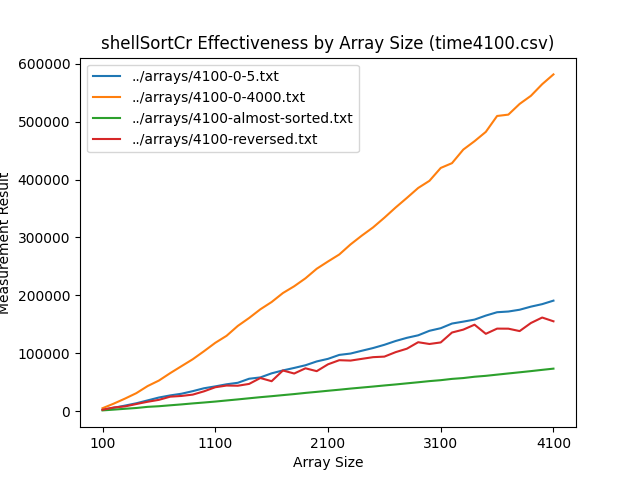 shellSortCr Effectiveness by Array Size (time4100.csv)
600000
500000
400000
300000
200000
100000
0
Measurement Result
../arrays/4100-0-5.txt
../arrays/4100-0-4000.txt
../arrays/4100-almost-sorted.txt
../arrays/4100-reversed.txt
100 1100 2100 3100 4100
Array Size